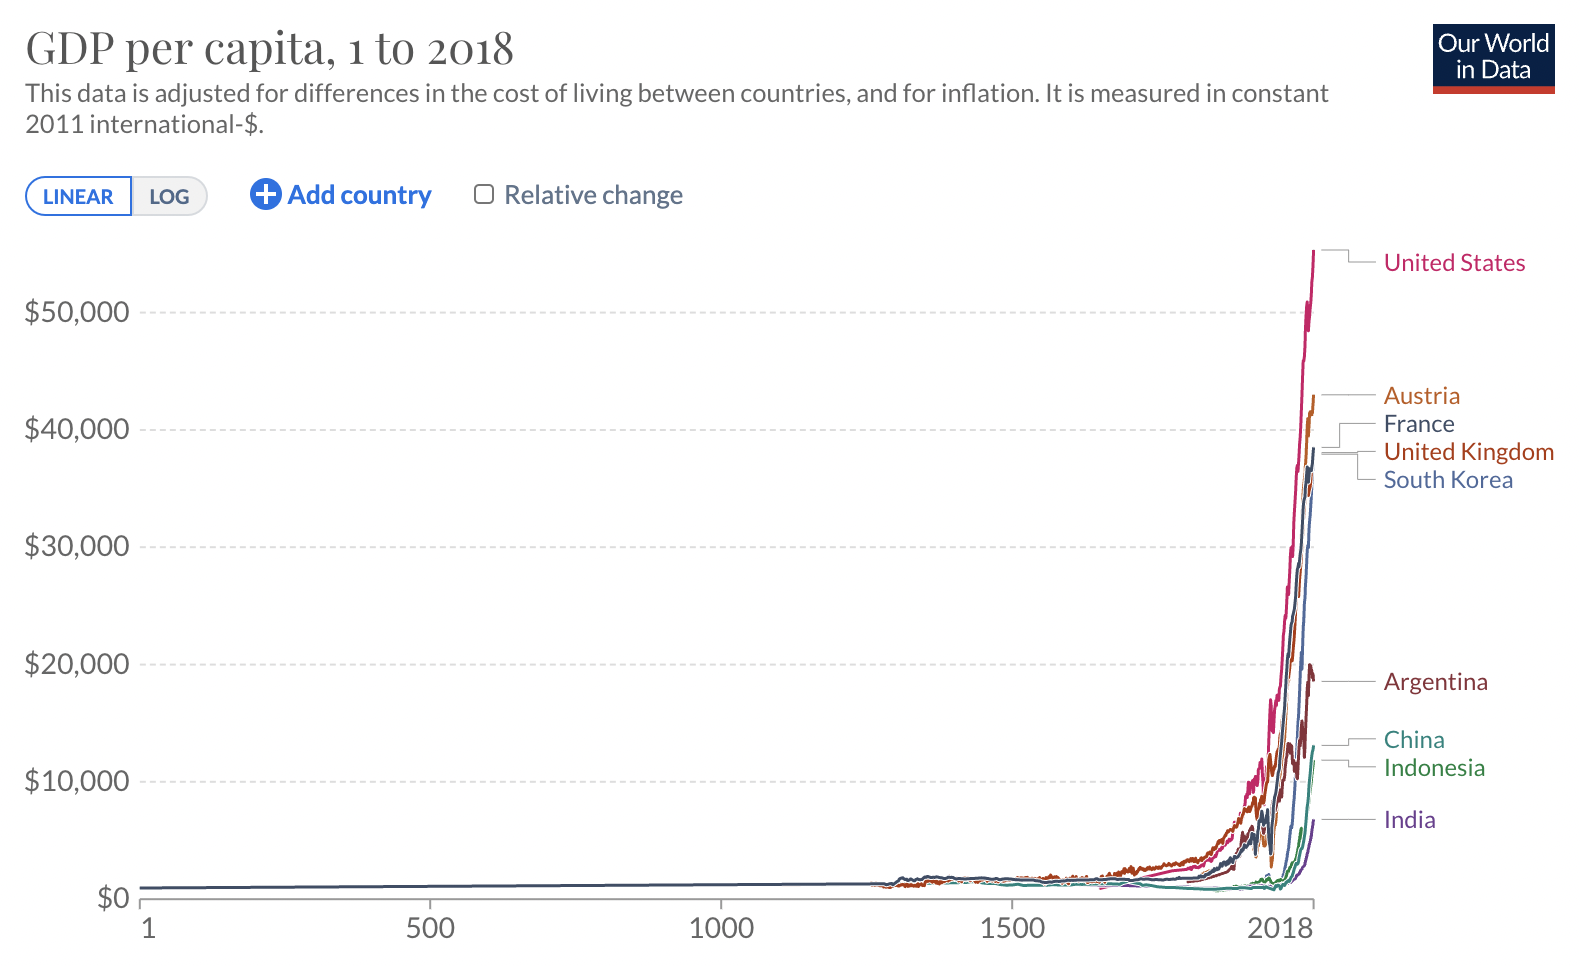 GDP per capita, 1 to 2018
Our World
in Data
This data is adjusted for differences in the cost of living between countries, and for inflation. It is measured in constant
2011 international-$.
LINEAR
LOG
Add country
Relative change
$50,000
$40,000
$30,000
$20,000
$10,000
$0
United States
Austria
France
United Kingdom
South Korea
Argentina
China
Indonesia
India
1
500
1000
1500
2018